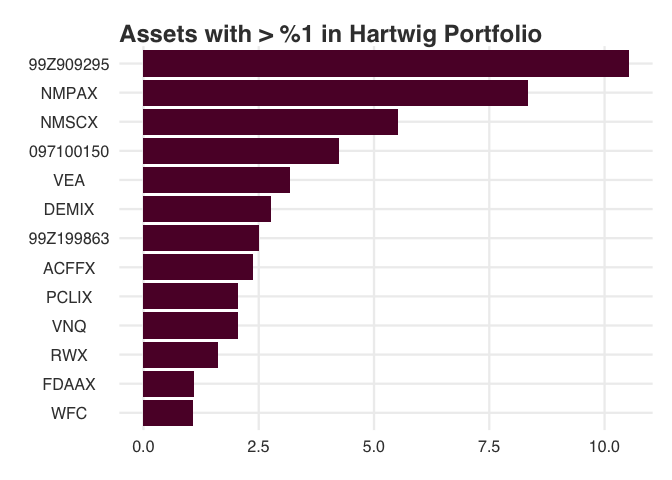 Assets with > %1 in Hartwig Portfolio
99Z909295
NMPAX
NMSCX
097100150
VEA
DEMIX
99Z199863
ACFFX
PCLIX
VNQ
RWX
FDAAX
WFC
0.0 2.5 5.0 7.5 10.0